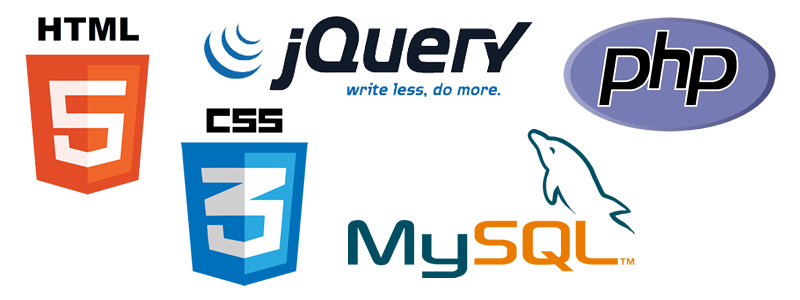 HTML
5
jQuery
write less, do more.
php
CSS
3
MySQL™